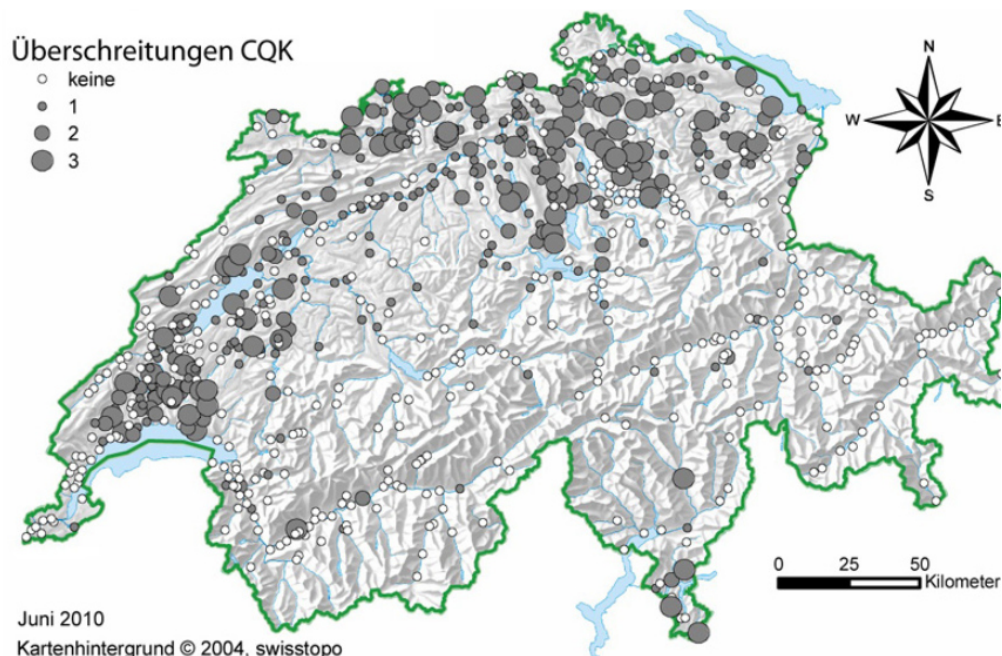 Überschreitungen CQK
keine
1
2
3
N
W
E
S
0 25 50
Kilometer
Juni 2010
Kartenhintergrund © 2004, swisstopo